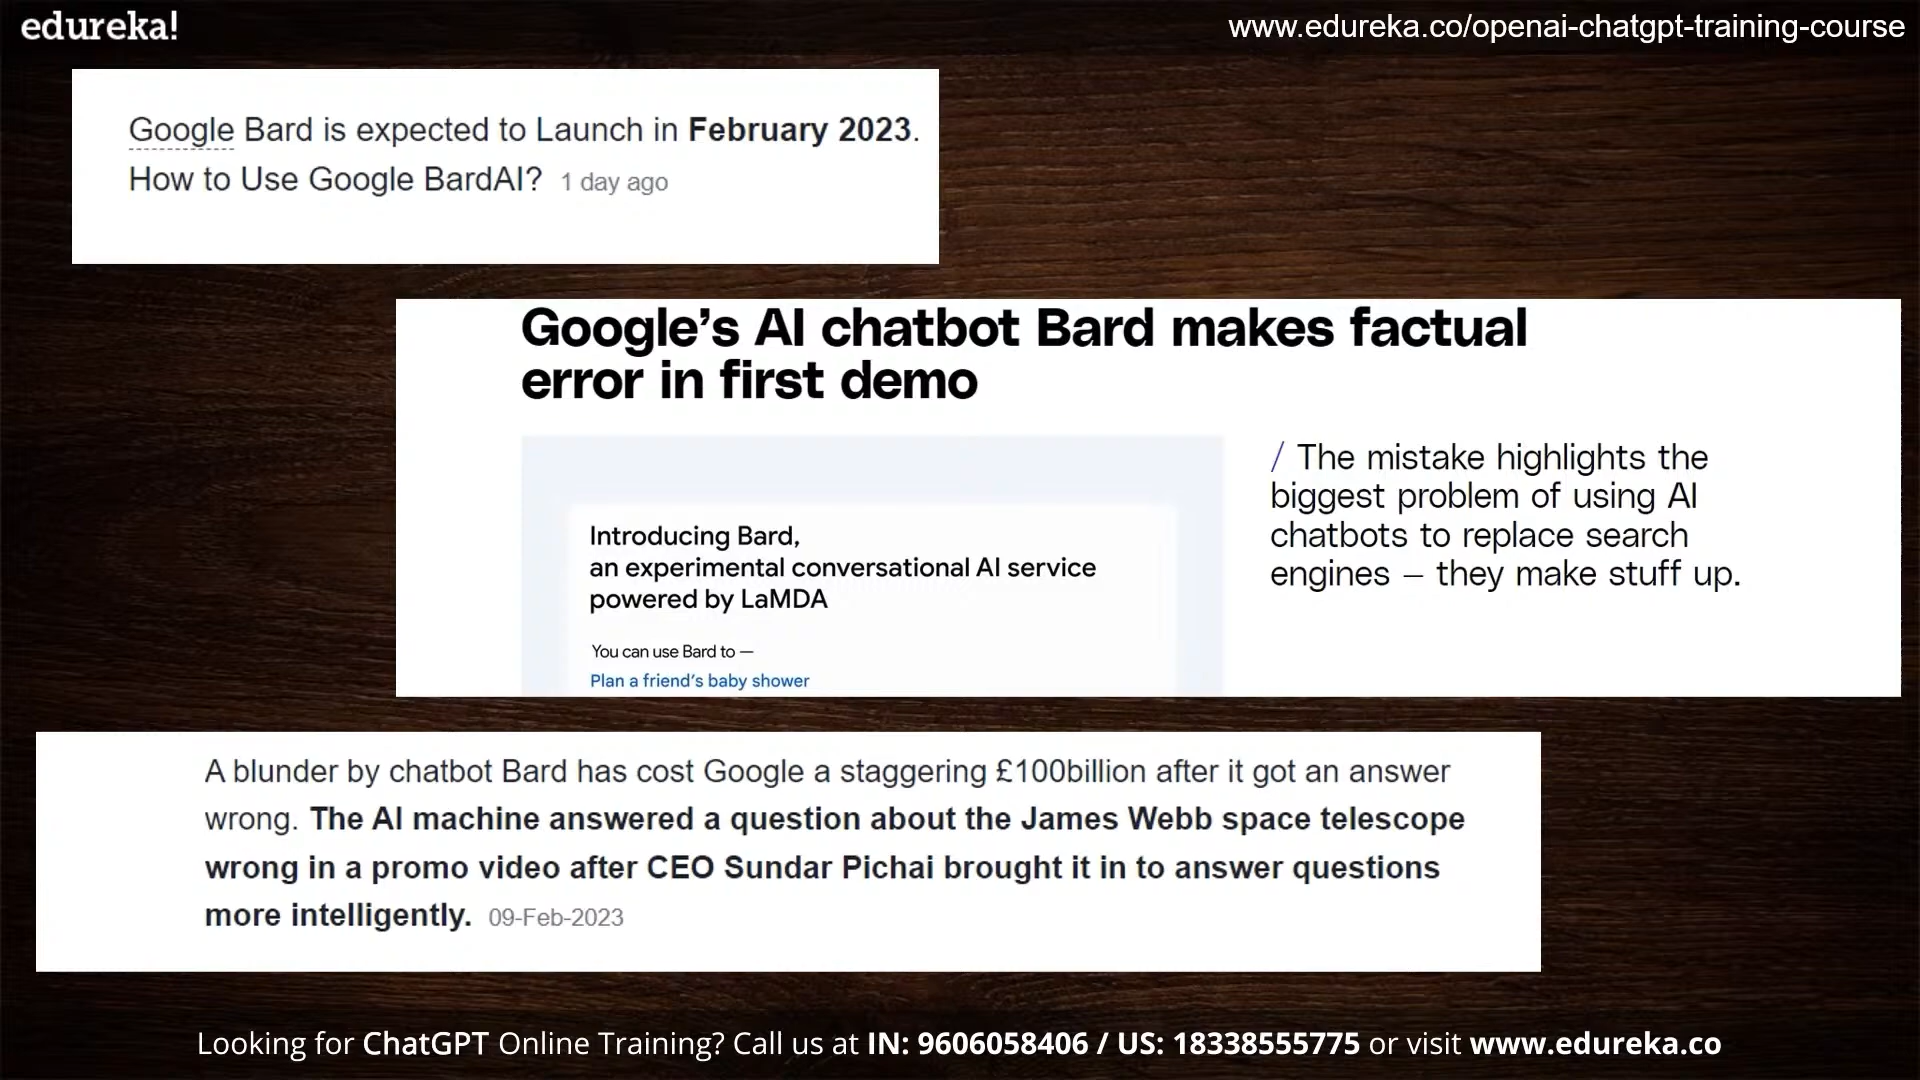 edureka!
www.edureka.co/openai-chatgpt-training-course
Google Bard is expected to Launch in February 2023.
How to Use Google BardAI? 1 day ago
Google’s AI chatbot Bard makes factual
error in first demo
Introducing Bard,
an experimental conversational AI service
powered by LaMDA
You can use Bard to —
Plan a friend’s baby shower
/ The mistake highlights the
biggest problem of using AI
chatbots to replace search
engines — they make stuff up.
A blunder by chatbot Bard has cost Google a staggering £100billion after it got an answer
wrong. The AI machine answered a question about the James Webb space telescope
wrong in a promo video after CEO Sundar Pichai brought it in to answer questions
more intelligently. 09-Feb-2023
Looking for ChatGPT Online Training? Call us at IN: 9606058406 / US: 18338555775 or visit www.edureka.co